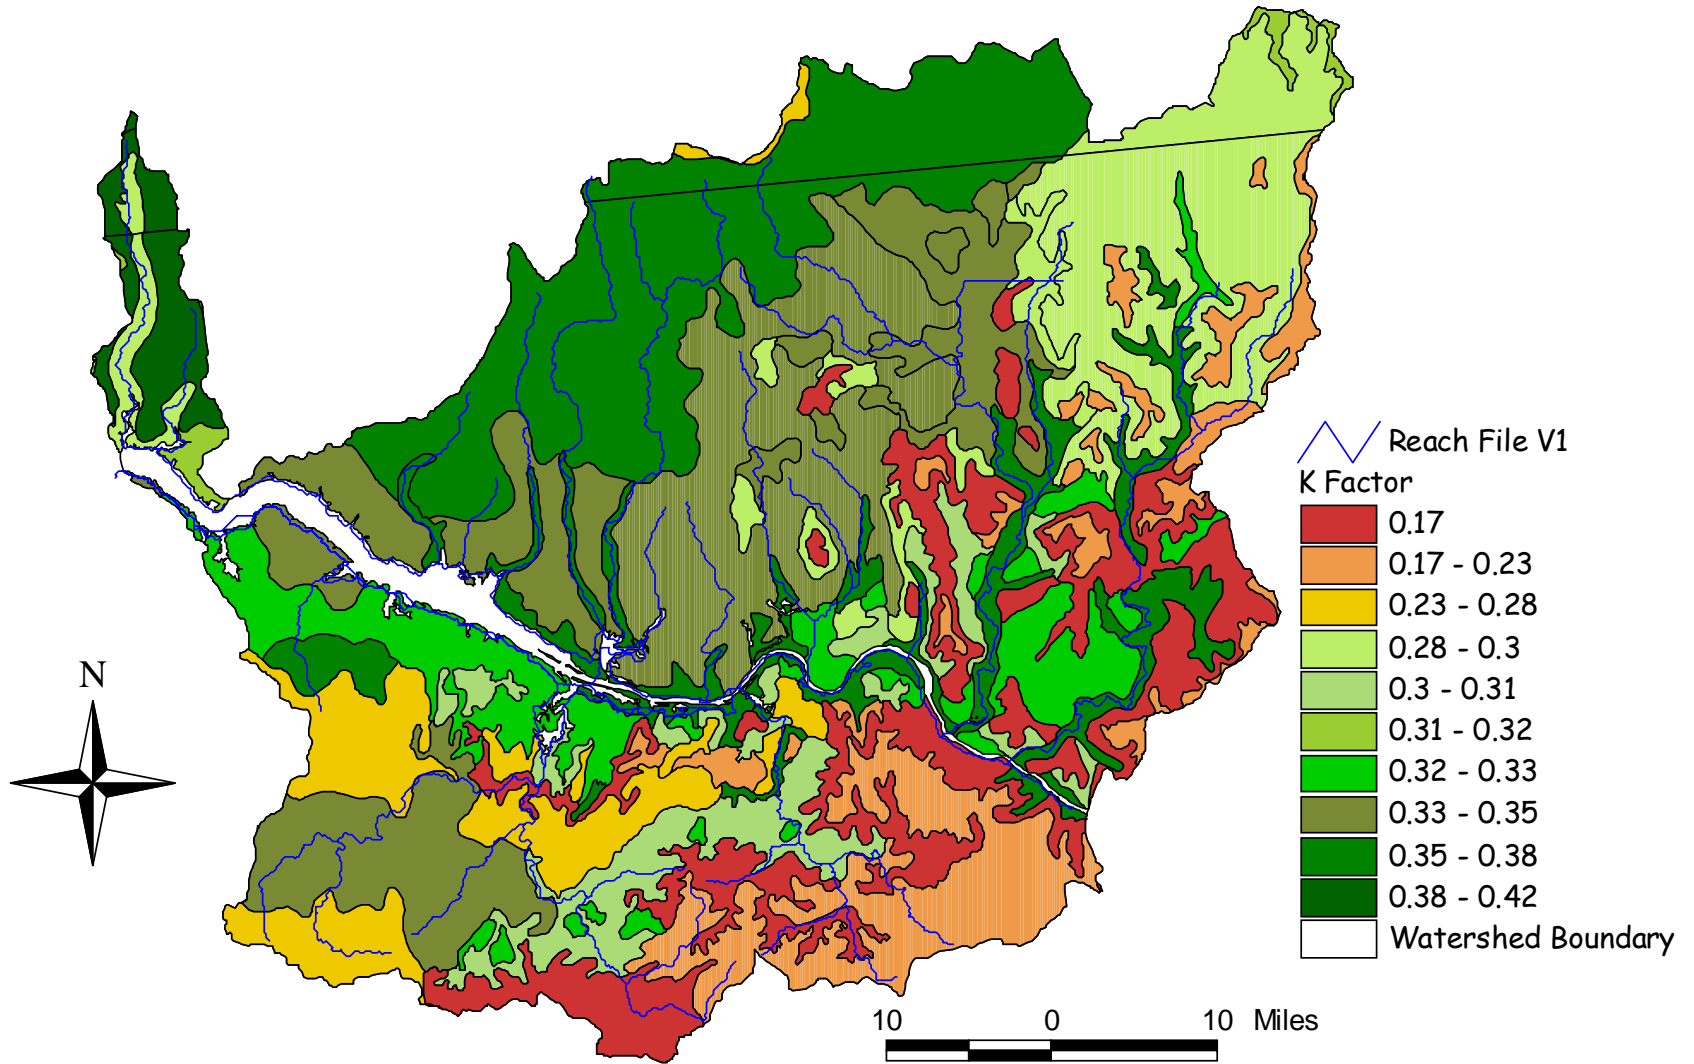 Reach File V1
K Factor
0.17
0.17 - 0.23
0.23 - 0.28
0.28 - 0.3
0.3 - 0.31
0.31 - 0.32
0.32 - 0.33
0.33 - 0.35
0.35 - 0.38
0.38 - 0.42
Watershed Boundary
N
10 0 10 Miles